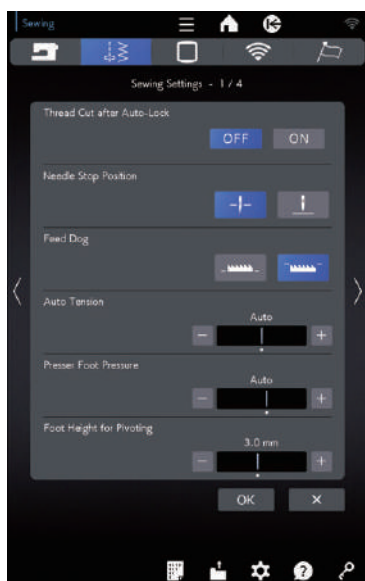 Sewing
Sewing Settings - 1 / 4
Thread Cut after Auto-Lock
OFF ON
Needle Stop Position
Feed Dog
Auto Tension
Auto
Presser Foot Pressure
Auto
Foot Height for Pivoting
3.0 mm
OK X